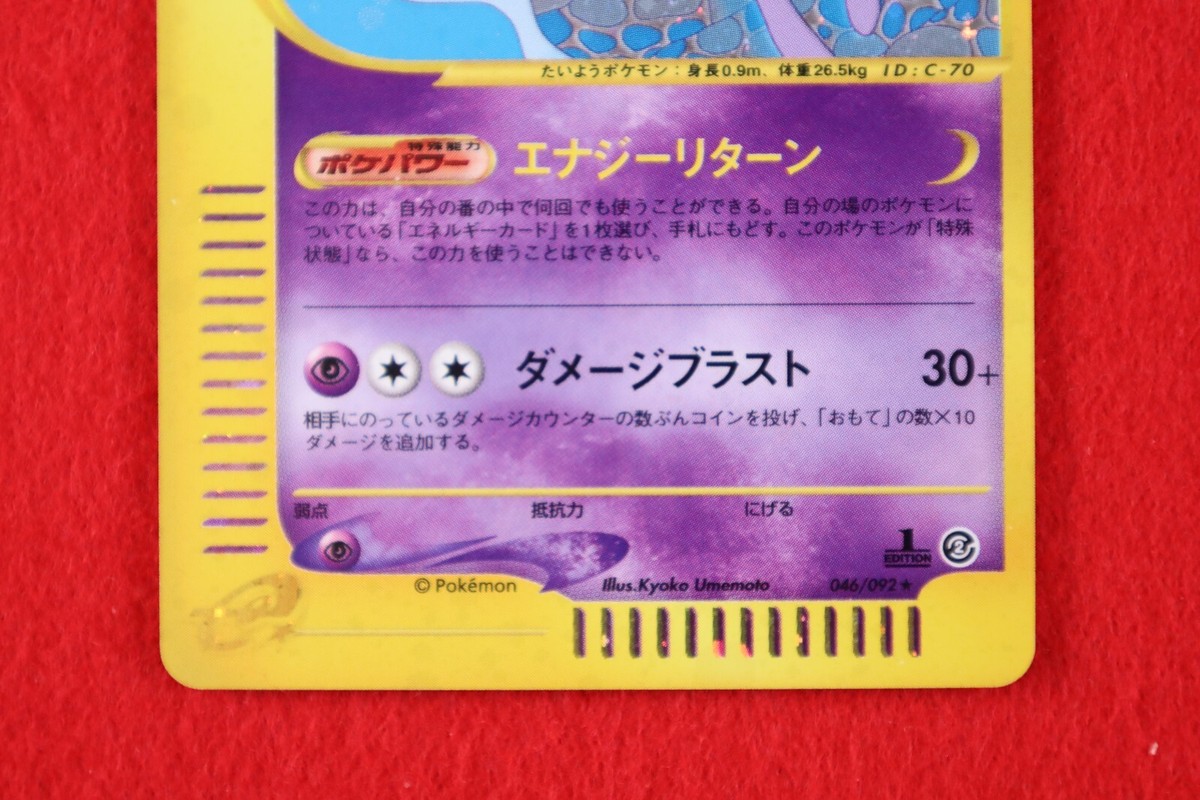 たいようポケモン：身長0.9m、体重26.5kg ID:C-70
特殊能力
ポケパワー エナジーリターン
この力は、自分の番の中で何回でも使うことができる。自分の場のポケモンに
ついている「エネルギーカード」を1枚選び、手札にもどす。このポケモンが「特殊
状態」なら、この力を使うことはできない。
ダメージブラスト 30+
相手にのっているダメージカウンターの数ぶんコインを投げ、「おもて」の数×10
ダメージを追加する。
弱点 抵抗力 にげる
1 EDITION 2
© Pokémon Illus.Kyoko Umemoto 046/092★